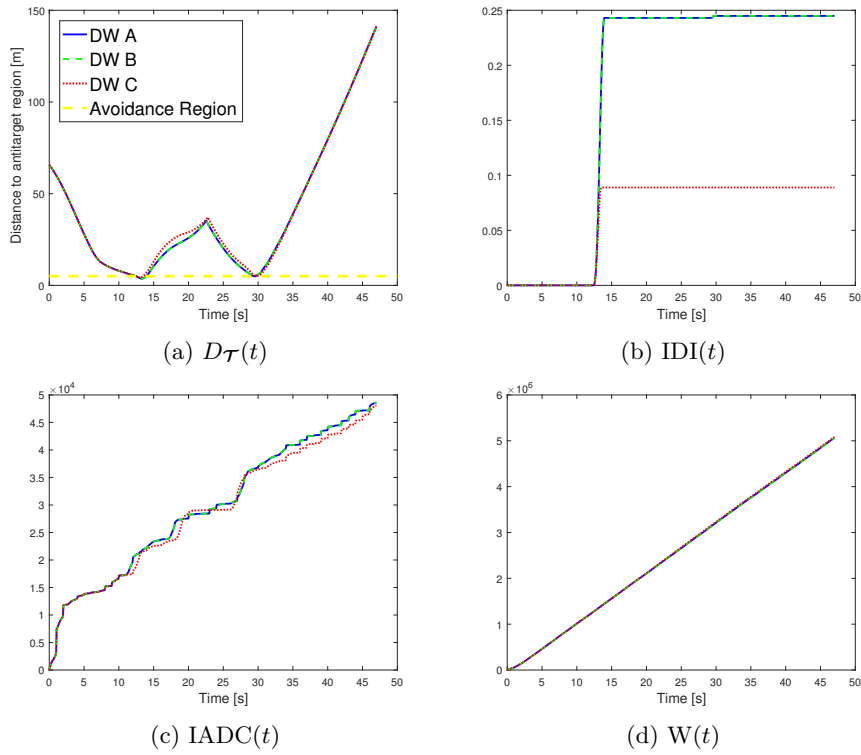 Distance to antitarget region [m]
150
100
50
0
DW A
DW B
DW C
Avoidance Region
0 5 10 15 20 25 30 35 40 45 50
Time [s]
(a) D𝒯(t)
0.25
0.2
0.15
0.1
0.05
0
0 5 10 15 20 25 30 35 40 45 50
Time [s]
(b) IDI(t)
×10⁴
5
4.5
4
3.5
3
2.5
2
1.5
1
0.5
0
0 5 10 15 20 25 30 35 40 45 50
Time [s]
(c) IADC(t)
×10⁶
6
5
4
3
2
1
0
0 5 10 15 20 25 30 35 40 45 50
Time [s]
(d) W(t)